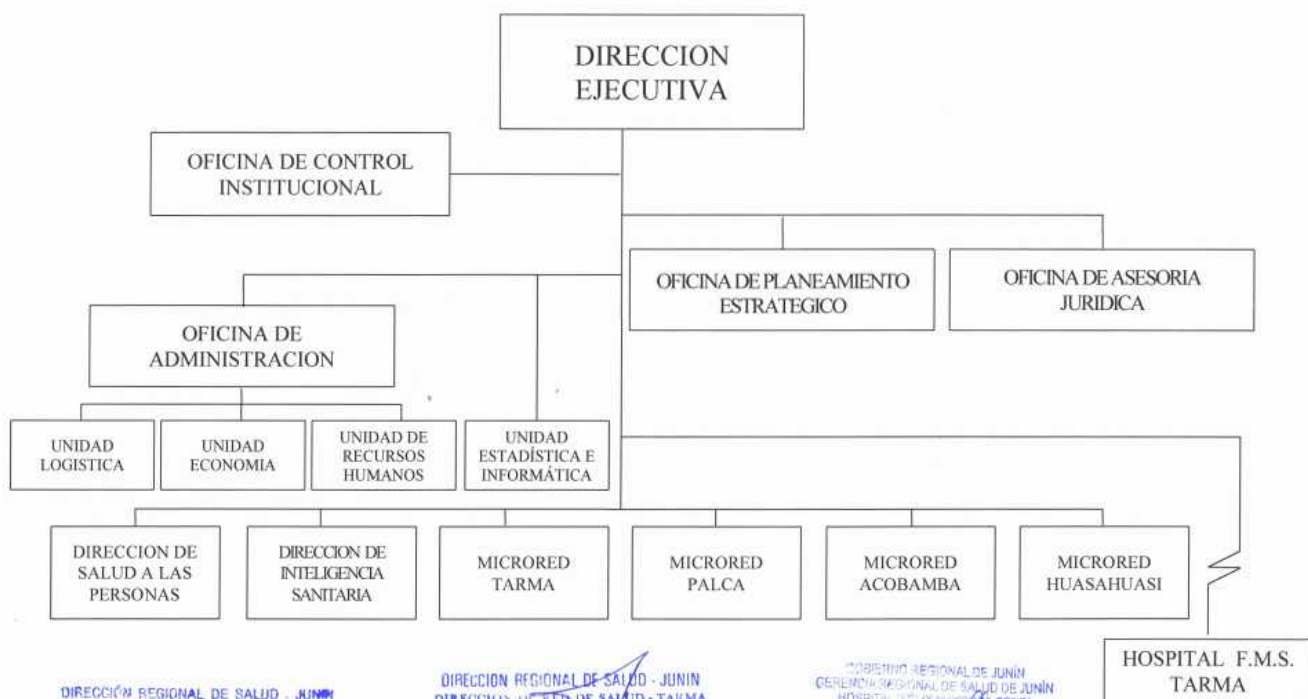 DIRECCION
EJECUTIVA
OFICINA DE CONTROL
INSTITUCIONAL
OFICINA DE PLANEAMIENTO
ESTRATEGICO
OFICINA DE ASESORIA
JURIDICA
OFICINA DE
ADMINISTRACION
UNIDAD
LOGISTICA
UNIDAD
ECONOMIA
UNIDAD DE
RECURSOS
HUMANOS
UNIDAD
ESTADÍSTICA E
INFORMÁTICA
DIRECCION DE
SALUD A LAS
PERSONAS
DIRECCION DE
INTELIGENCIA
SANITARIA
MICRORED
TARMA
MICRORED
PALCA
MICRORED
ACOBAMBA
MICRORED
HUASAHUASI
HOSPITAL F.M.S.
TARMA
DIRECCIÓN REGIONAL DE SALUD - JUNIN
DIRECCION REGIONAL DE SALUD - JUNIN
DE SALUD - TARMA
GOBIERNO REGIONAL DE JUNÍN
GERENCIA REGIONAL DE SALUD DE JUNÍN